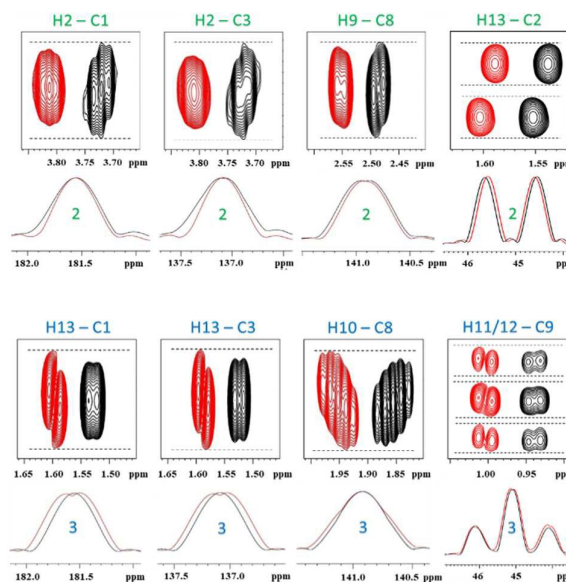 H2 – C1 H2 – C3 H9 – C8 H13 – C2
3.80 3.75 3.70 ppm 3.80 3.75 3.70 ppm 2.55 2.50 2.45 ppm 1.60 1.55 ppm
2 2 2 2
182.0 181.5 ppm 137.5 137.0 ppm 141.0 140.5 ppm 46 45 ppm
H13 – C1 H13 – C3 H10 – C8 H11/12 – C9
1.65 1.60 1.55 1.50 ppm 1.65 1.60 1.55 1.50 ppm 1.95 1.90 1.85 ppm 1.00 0.95 ppm
3 3 3 3
182.0 181.5 ppm 137.5 137.0 ppm 141.0 140.5 ppm 46 45 ppm